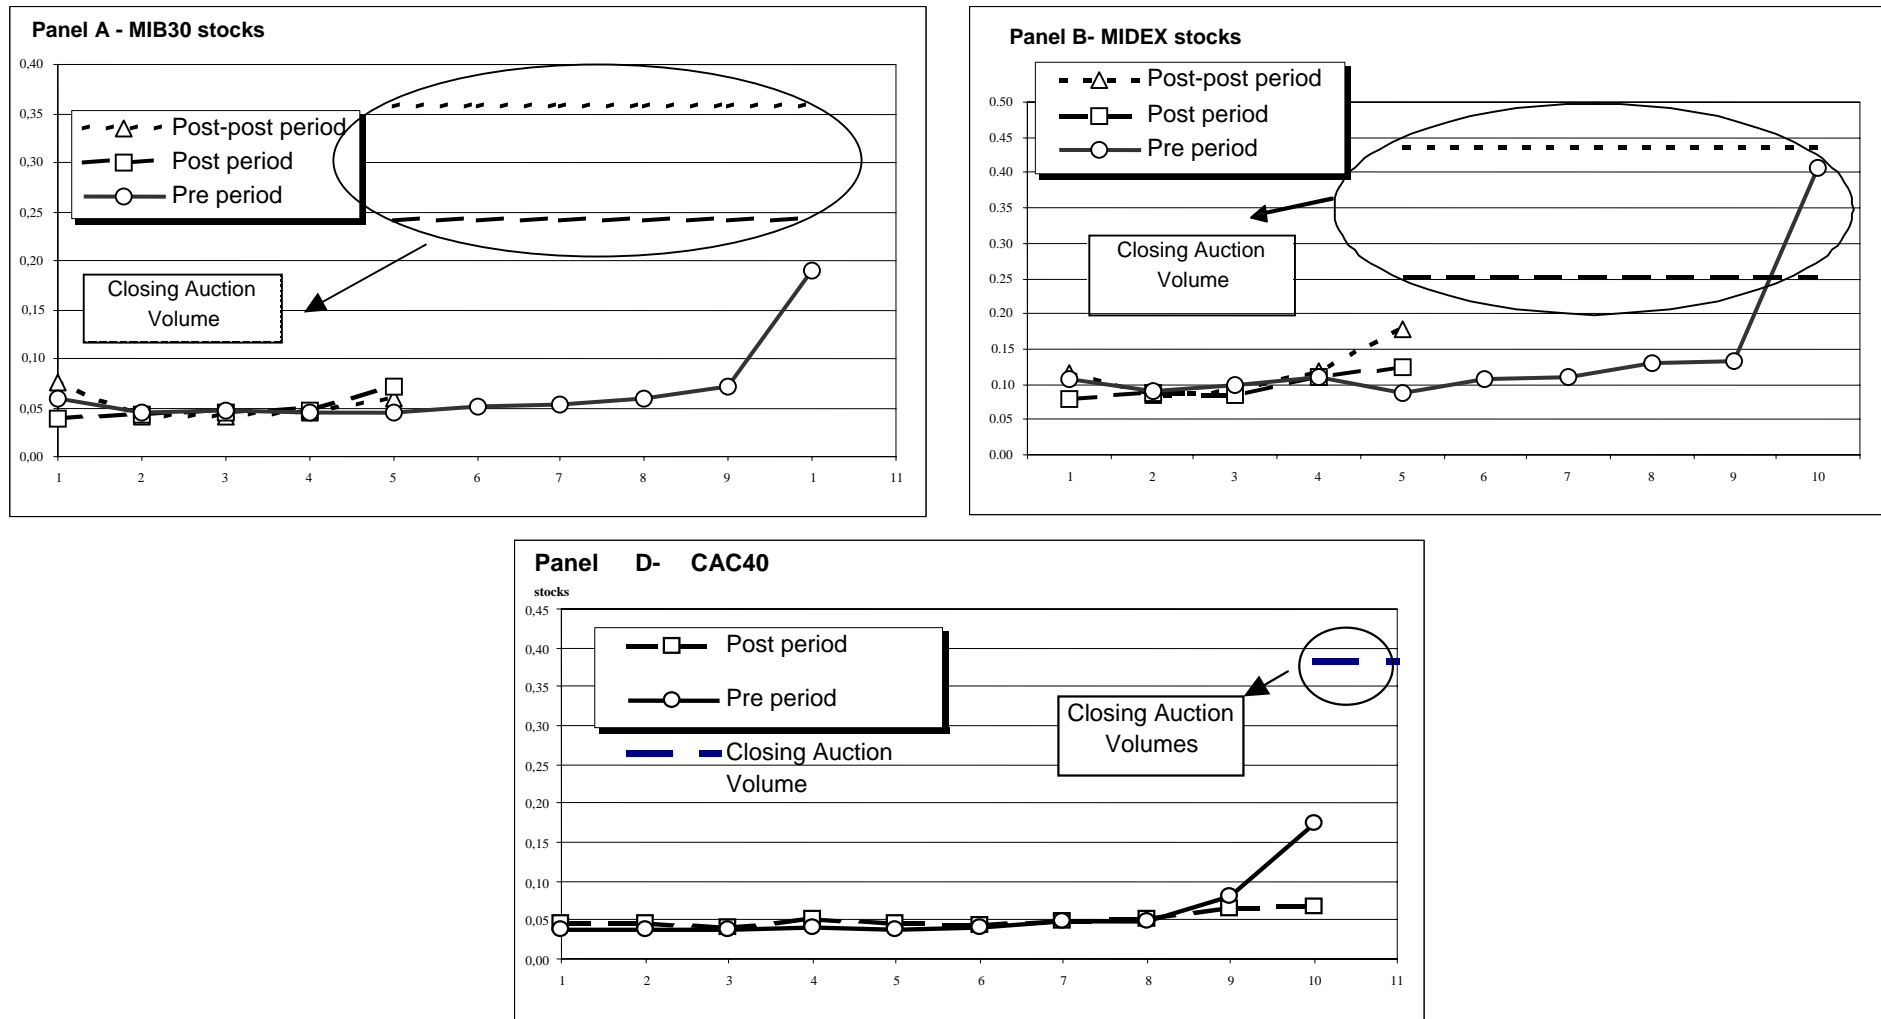 Panel A - MIB30 stocks
0,40
0,35
0,30
0,25
0,20
0,15
0,10
0,05
0,00
Post-post period
Post period
Pre period
Closing Auction
Volume
1 2 3 4 5 6 7 8 9 1 11
Panel B- MIDEX stocks
Post-post period
Post period
Pre period
0.50
0.45
0.40
0.35
0.30
0.25
0.20
0.15
0.10
0.05
0.00
Closing Auction
Volume
1 2 3 4 5 6 7 8 9 10
Panel D- CAC40
stocks
0,45
0,40
0,35
0,30
0,25
0,20
0,15
0,10
0,05
0,00
Post period
Pre period
Closing Auction
Volume
Closing Auction
Volumes
1 2 3 4 5 6 7 8 9 10 11